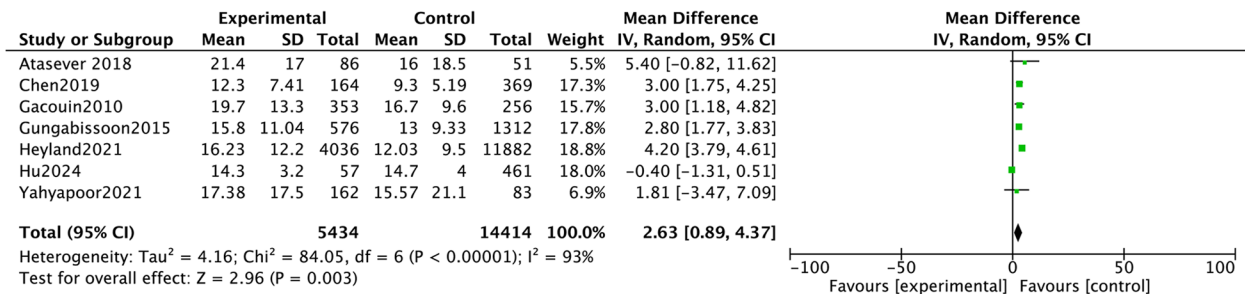 Experimental Control Mean Difference Mean Difference
Study or Subgroup Mean SD Total Mean SD Total Weight IV, Random, 95% CI IV, Random, 95% CI
Atasever 2018 21.4 17 86 16 18.5 51 5.5% 5.40 [−0.82, 11.62]
Chen2019 12.3 7.41 164 9.3 5.19 369 17.3% 3.00 [1.75, 4.25]
Gacouin2010 19.7 13.3 353 16.7 9.6 256 15.7% 3.00 [1.18, 4.82]
Gungabissoon2015 15.8 11.04 576 13 9.33 1312 17.8% 2.80 [1.77, 3.83]
Heyland2021 16.23 12.2 4036 12.03 9.5 11882 18.8% 4.20 [3.79, 4.61]
Hu2024 14.3 3.2 57 14.7 4 461 18.0% −0.40 [−1.31, 0.51]
Yahyapoor2021 17.38 17.5 162 15.57 21.1 83 6.9% 1.81 [−3.47, 7.09]
Total (95% CI) 5434 14414 100.0% 2.63 [0.89, 4.37]
Heterogeneity: Tau² = 4.16; Chi² = 84.05, df = 6 (P < 0.00001); I² = 93%
Test for overall effect: Z = 2.96 (P = 0.003)
−100 −50 0 50 100
Favours [experimental] Favours [control]